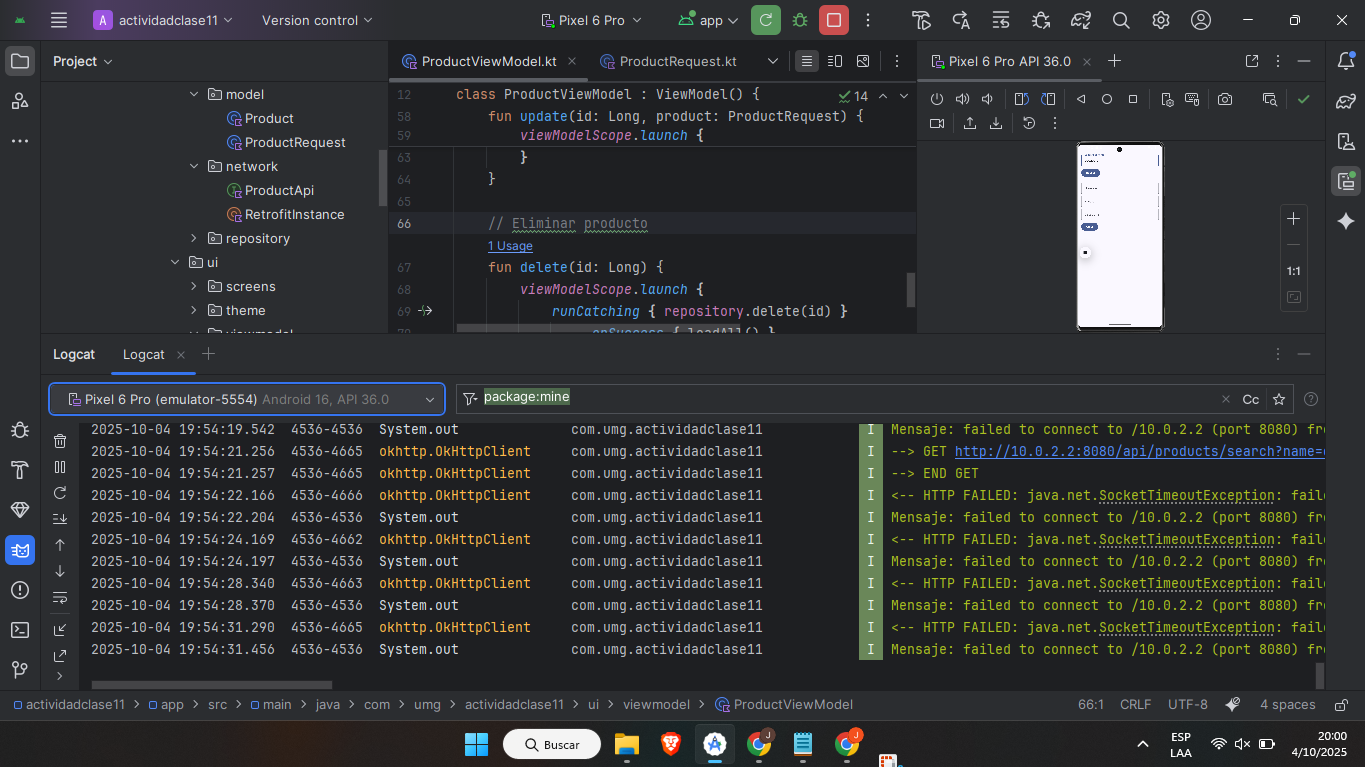 A actividadclase11
Version control
Pixel 6 Pro
app
Project
model
Product
ProductRequest
network
ProductApi
RetrofitInstance
repository
ui
screens
theme
ProductViewModel.kt
ProductRequest.kt
12 class ProductViewModel : ViewModel() {
14
58 fun update(id: Long, product: ProductRequest) {
59 viewModelScope.launch {
63 }
64 }
65
66 // Eliminar producto
1 Usage
67 fun delete(id: Long) {
68 viewModelScope.launch {
69 runCatching { repository.delete(id) }
.onSuccess { loadAll() }
Pixel 6 Pro API 36.0
1:1
Logcat
Logcat
Pixel 6 Pro (emulator-5554) Android 16, API 36.0
package:mine
Cc
2025-10-04 19:54:19.542 4536-4536 System.out com.umg.actividadclase11 I Mensaje: failed to connect to /10.0.2.2 (port 8080) fro
2025-10-04 19:54:21.256 4536-4665 okhttp.OkHttpClient com.umg.actividadclase11 I --> GET http://10.0.2.2:8080/api/products/search?name=
2025-10-04 19:54:21.257 4536-4665 okhttp.OkHttpClient com.umg.actividadclase11 I --> END GET
2025-10-04 19:54:22.166 4536-4666 okhttp.OkHttpClient com.umg.actividadclase11 I <-- HTTP FAILED: java.net.SocketTimeoutException: faile
2025-10-04 19:54:22.204 4536-4536 System.out com.umg.actividadclase11 I Mensaje: failed to connect to /10.0.2.2 (port 8080) fro
2025-10-04 19:54:24.169 4536-4662 okhttp.OkHttpClient com.umg.actividadclase11 I <-- HTTP FAILED: java.net.SocketTimeoutException: faile
2025-10-04 19:54:24.197 4536-4536 System.out com.umg.actividadclase11 I Mensaje: failed to connect to /10.0.2.2 (port 8080) fro
2025-10-04 19:54:28.340 4536-4663 okhttp.OkHttpClient com.umg.actividadclase11 I <-- HTTP FAILED: java.net.SocketTimeoutException: faile
2025-10-04 19:54:28.370 4536-4536 System.out com.umg.actividadclase11 I Mensaje: failed to connect to /10.0.2.2 (port 8080) fro
2025-10-04 19:54:31.290 4536-4665 okhttp.OkHttpClient com.umg.actividadclase11 I <-- HTTP FAILED: java.net.SocketTimeoutException: faile
2025-10-04 19:54:31.456 4536-4536 System.out com.umg.actividadclase11 I Mensaje: failed to connect to /10.0.2.2 (port 8080) fro
actividadclase11 > app > src > main > java > com > umg > actividadclase11 > ui > viewmodel > ProductViewModel
66:1 CRLF UTF-8 4 spaces
Buscar
ESP
LAA
20:00
4/10/2025